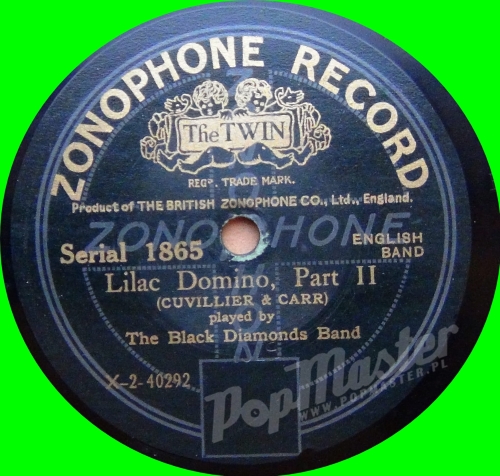 ZONOPHONE RECORD
The TWIN
REGD. TRADE MARK.
Product of THE BRITISH ZONOPHONE CO., Ltd., England.
ZONOPHONE
Serial 1865
ENGLISH
BAND
Lilac Domino, Part II
(CUVILLIER & CARR)
played by
The Black Diamonds Band
X-2-40292
PopMaster
WWW.POPMASTER.PL